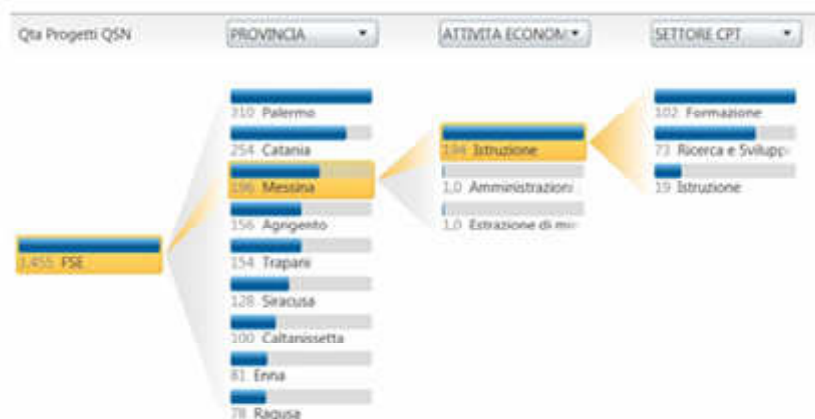 Qta Progetti QSN
PROVINCIA
ATTIVITA ECONOM
SETTORE CPT
310 Palermo
254 Catania
196 Messina
156 Agrigento
154 Trapani
128 Siracusa
100 Caltanissetta
81 Enna
78 Ragusa
1.455 FSE
194 Istruzione
1,0 Amministrazioni
1,0 Estrazione di
102 Formazione
73 Ricerca e Svilupp
19 Istruzione